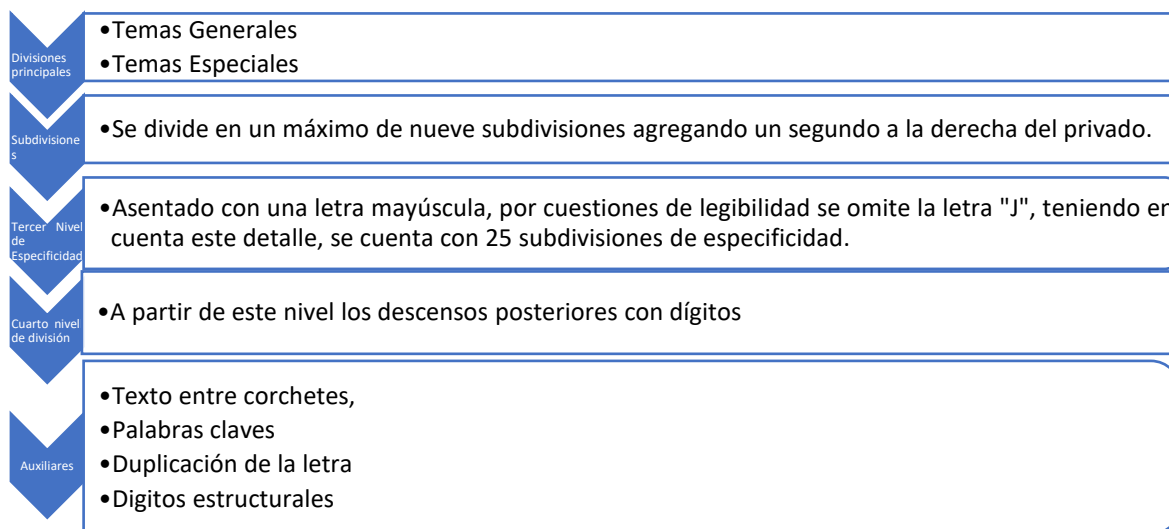 Divisiones
principales
•Temas Generales
•Temas Especiales
Subdivisione
s
•Se divide en un máximo de nueve subdivisiones agregando un segundo a la derecha del privado.
Tercer Nivel
de
Especificidad
•Asentado con una letra mayúscula, por cuestiones de legibilidad se omite la letra "J", teniendo en
cuenta este detalle, se cuenta con 25 subdivisiones de especificidad.
Cuarto nivel
de división
•A partir de este nivel los descensos posteriores con dígitos
Auxiliares
•Texto entre corchetes,
•Palabras claves
•Duplicación de la letra
•Digitos estructurales